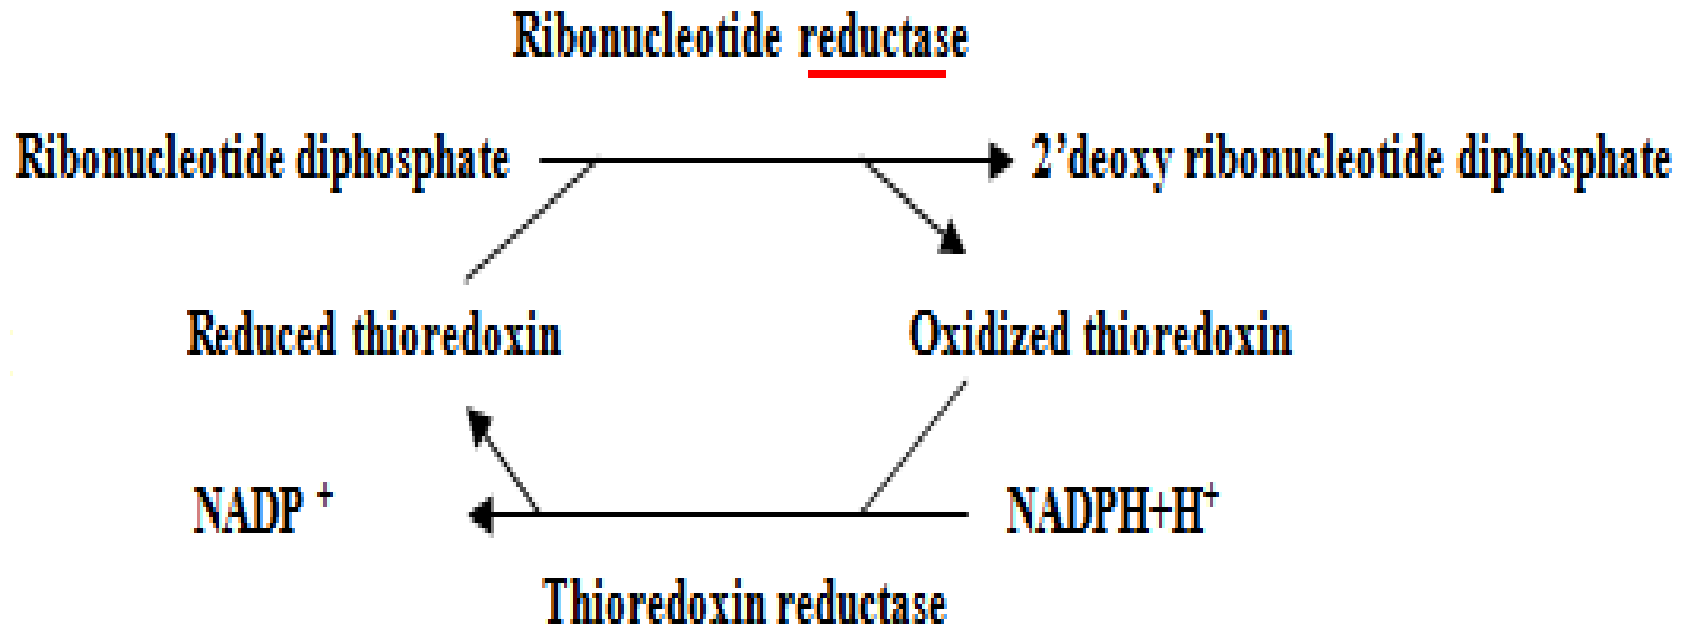 Ribonucleotide reductase
Ribonucleotide diphosphate 2’deoxy ribonucleotide diphosphate
Reduced thioredoxin Oxidized thioredoxin
NADP + NADPH+H+
Thioredoxin reductase